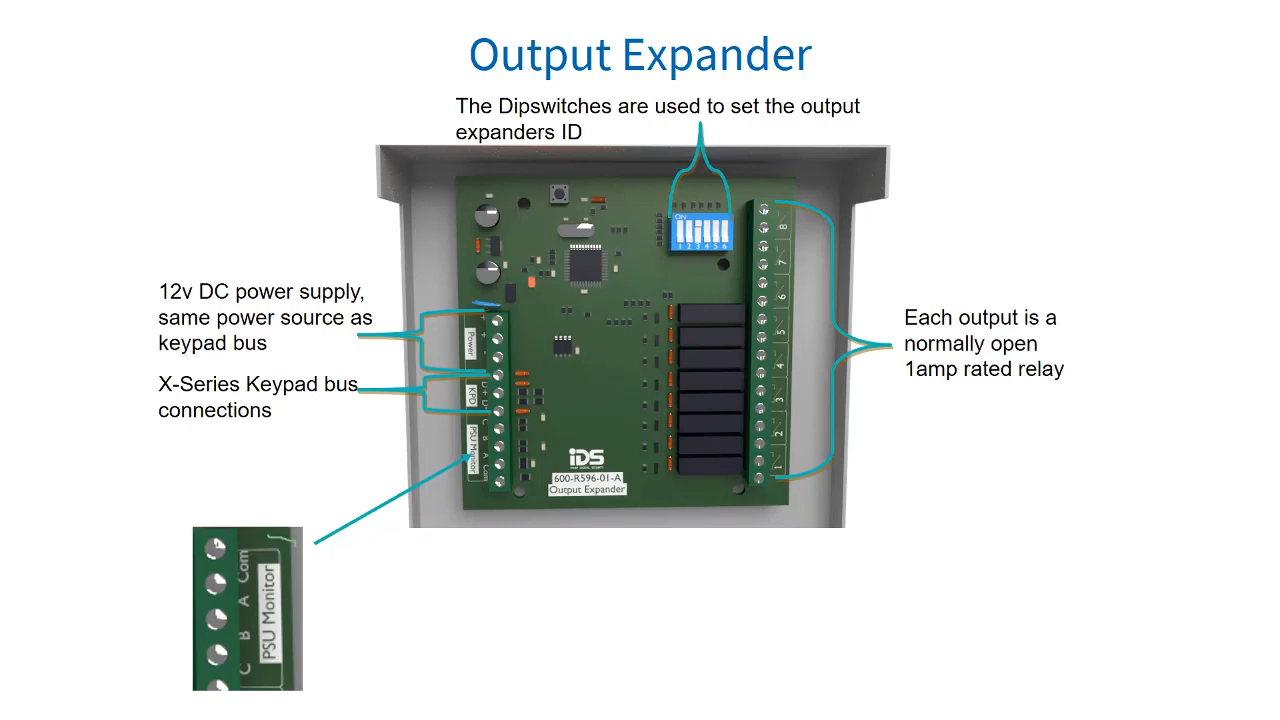 Output Expander
The Dipswitches are used to set the output
expanders ID
ON
1 2 3 4 5 6
8
7
6
5
4
3
2
1
12v DC power supply,
same power source as
keypad bus
X-Series Keypad bus
connections
Each output is a
normally open
1amp rated relay
+
+
-
-
Power
D+
D-
KPD
C
B
A
Com
PSU Monitor
IDS
600-R596-01-A
Output Expander
Com
A
B
C
PSU Monitor